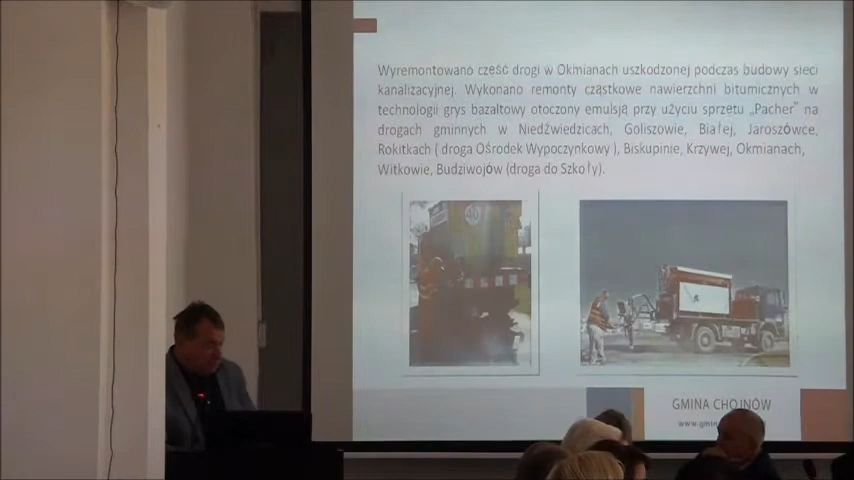 Wyremontowano część drogi w Okmianach uszkodzonej podczas budowy sieci
kanalizacyjnej. Wykonano remonty cząstkowe nawierzchni bitumicznych w
technologii grys bazaltowy otoczony emulsją przy użyciu sprzętu „Pacher” na
drogach gminnych w Niedźwiedzicach, Goliszowie, Białej, Jaroszówce,
Rokitkach ( droga Ośrodek Wypoczynkowy ), Biskupinie, Krzywej, Okmianach,
Witkowie, Budziwojów (droga do Szkoły).
GMINA CHOJNÓW